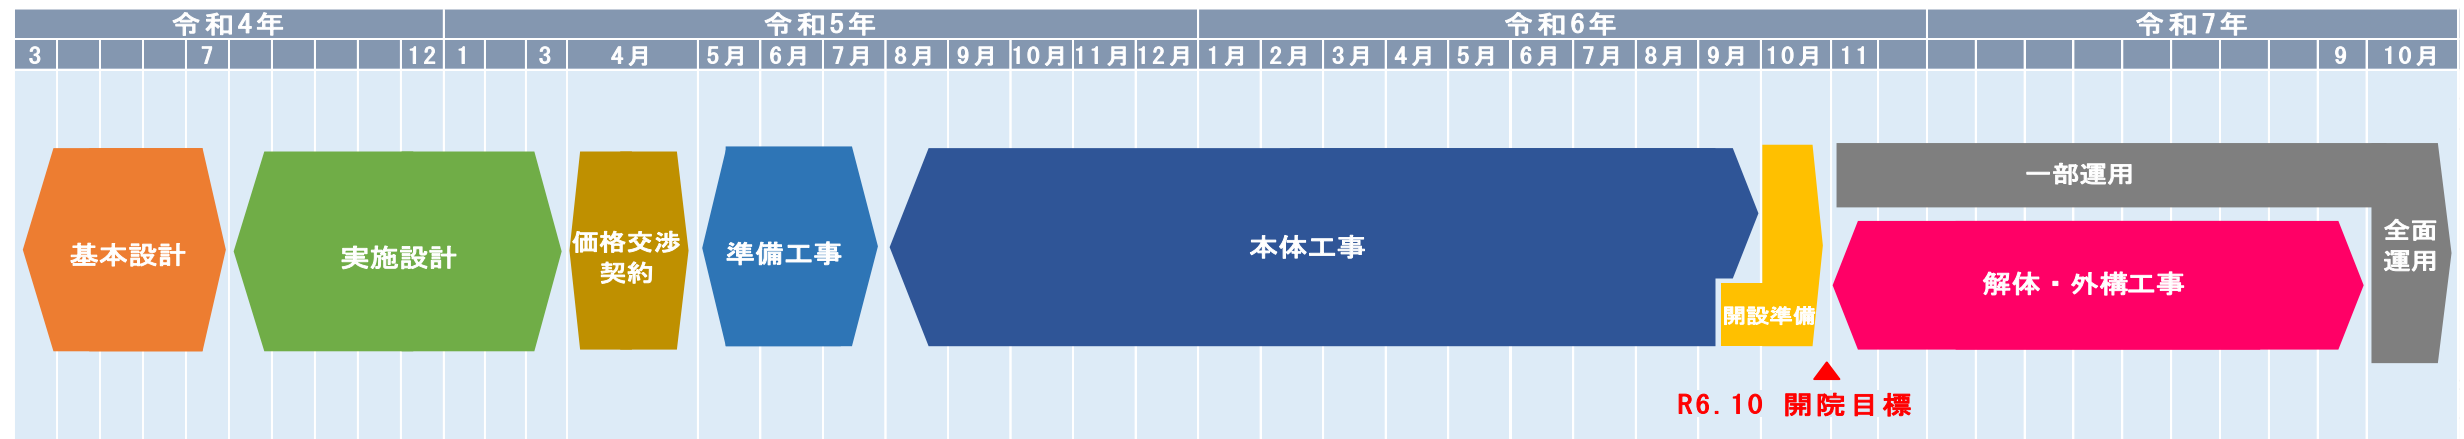 令和4年 令和5年 令和6年 令和7年
3 7 12 1 3 4月 5月 6月 7月 8月 9月 10月 11月 12月 1月 2月 3月 4月 5月 6月 7月 8月 9月 10月 11 9 10月
基本設計
実施設計
価格交渉
契約
準備工事
本体工事
開設準備
一部運用
解体・外構工事
全面
運用
R6.10 開院目標